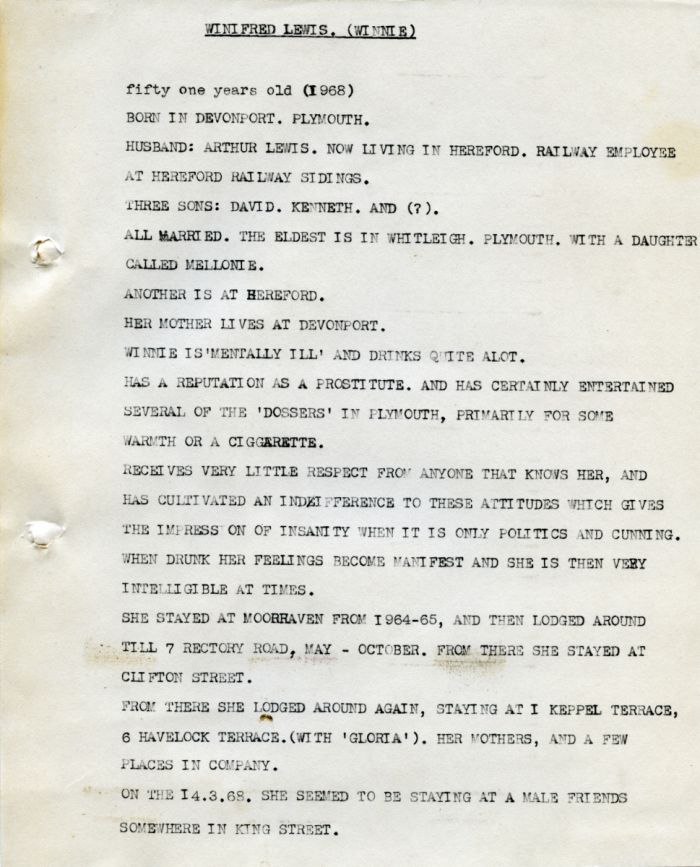 WINIFRED LEWIS. (WINNIE)
fifty one years old (I968)
BORN IN DEVONPORT. PLYMOUTH.
HUSBAND: ARTHUR LEWIS. NOW LIVING IN HEREFORD. RAILWAY EMPLOYEE
AT HEREFORD RAILWAY SIDINGS.
THREE SONS: DAVID. KENNETH. AND (?).
ALL MARRIED. THE ELDEST IS IN WHITLEIGH. PLYMOUTH. WITH A DAUGHTER
CALLED MELLONIE.
ANOTHER IS AT HEREFORD.
HER MOTHER LIVES AT DEVONPORT.
WINNIE IS'MENTALLY ILL' AND DRINKS QUITE ALOT.
HAS A REPUTATION AS A PROSTITUTE. AND HAS CERTAINLY ENTERTAINED
SEVERAL OF THE 'DOSSERS' IN PLYMOUTH, PRIMARILY FOR SOME
WARMTH OR A CIGGARETTE.
RECEIVES VERY LITTLE RESPECT FROM ANYONE THAT KNOWS HER, AND
HAS CULTIVATED AN INDEIFFERENCE TO THESE ATTITUDES WHICH GIVES
THE IMPRESS ON OF INSANITY WHEN IT IS ONLY POLITICS AND CUNNING.
WHEN DRUNK HER FEELINGS BECOME MANIFEST AND SHE IS THEN VERY
INTELLIGIBLE AT TIMES.
SHE STAYED AT MOORHAVEN FROM I964-65, AND THEN LODGED AROUND
TILL 7 RECTORY ROAD, MAY - OCTOBER. FROM THERE SHE STAYED AT
CLIFTON STREET.
FROM THERE SHE LODGED AROUND AGAIN, STAYING AT I KEPPEL TERRACE,
6 HAVELOCK TERRACE.(WITH 'GLORIA'). HER MOTHERS, AND A FEW
PLACES IN COMPANY.
ON THE I4.3.68. SHE SEEMED TO BE STAYING AT A MALE FRIENDS
SOMEWHERE IN KING STREET.